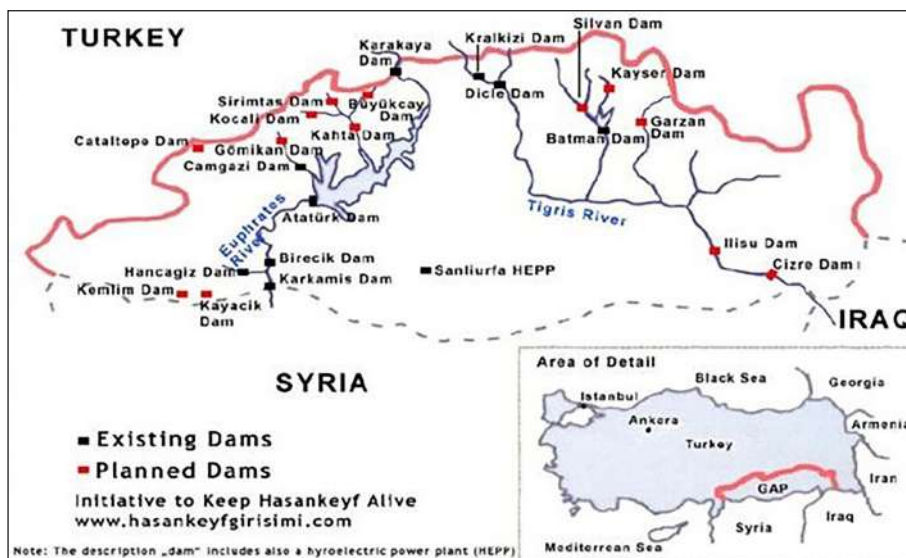 TURKEY
Silvan Dam
Kralkizi Dam
Karakaya
Dam
Kayser Dam
Sirimtas Dam
Büyükcay
Dam
Dicle Dam
Kocali Dam
Garzan
Dam
Cataltepe Dam
Kahta Dam
Batman Dam
Gömikan Dam
Camgazi Dam
Atatürk Dam
Tigris River
Euphrates
River
Birecik Dam
Ilisu Dam
Hancagiz Dam
Sanliurfa HEPP
Cizre Dam
Karkamis Dam
Kemlim Dam
Kayacik
Dam
IRAQ
SYRIA
Existing Dams
Planned Dams
Initiative to Keep Hasankeyf Alive
www.hasankeyfgirisimi.com
Note: The description „dam" includes also a hyroelectric power plant (HEPP)
Area of Detail
Black Sea
Georgia
Istanbul
Ankara
Armenia
Turkey
Iran
GAP
Syria
Iraq
Mediterrean Sea